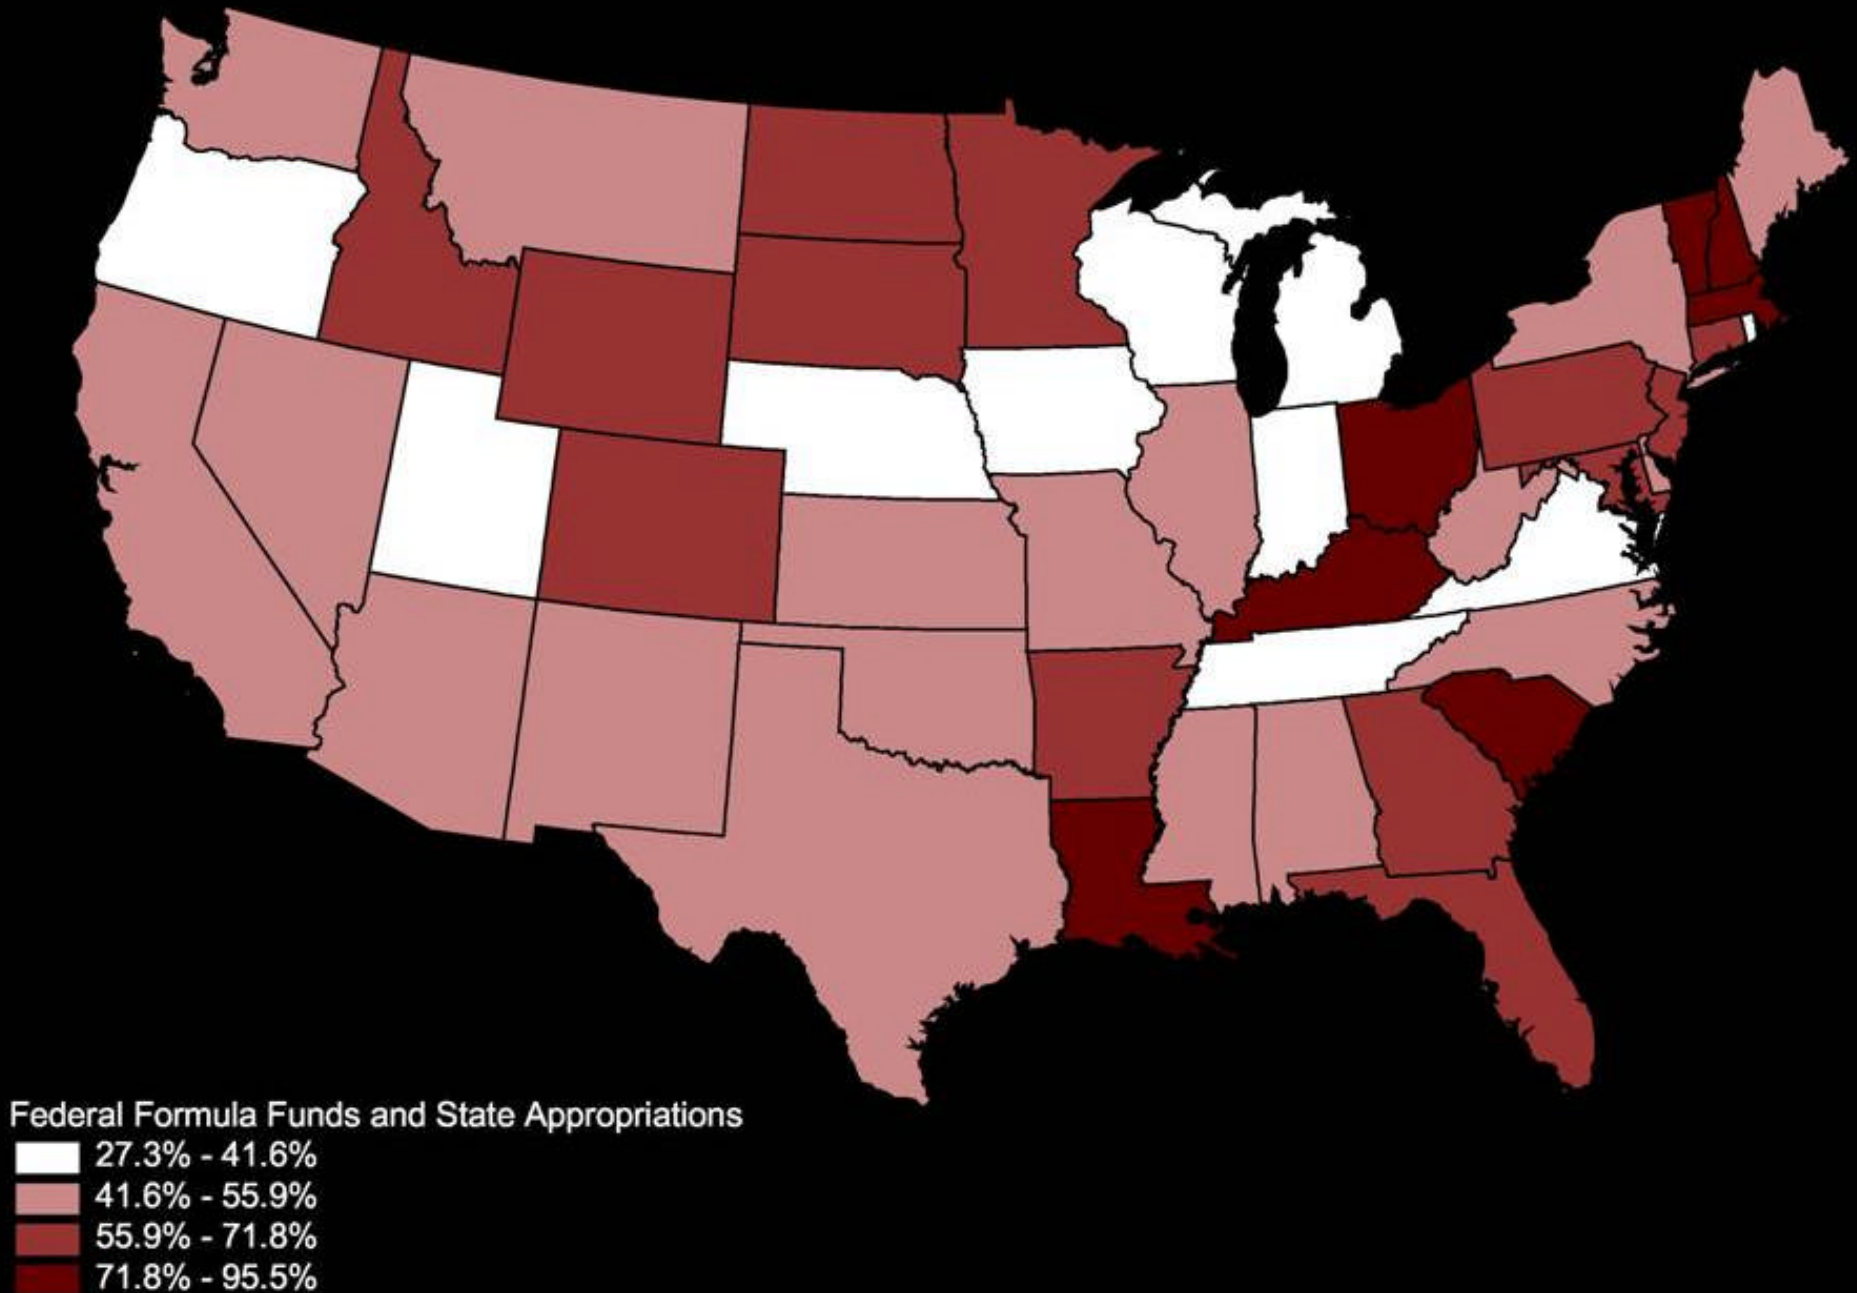 Federal Formula Funds and State Appropriations
27.3% - 41.6%
41.6% - 55.9%
55.9% - 71.8%
71.8% - 95.5%